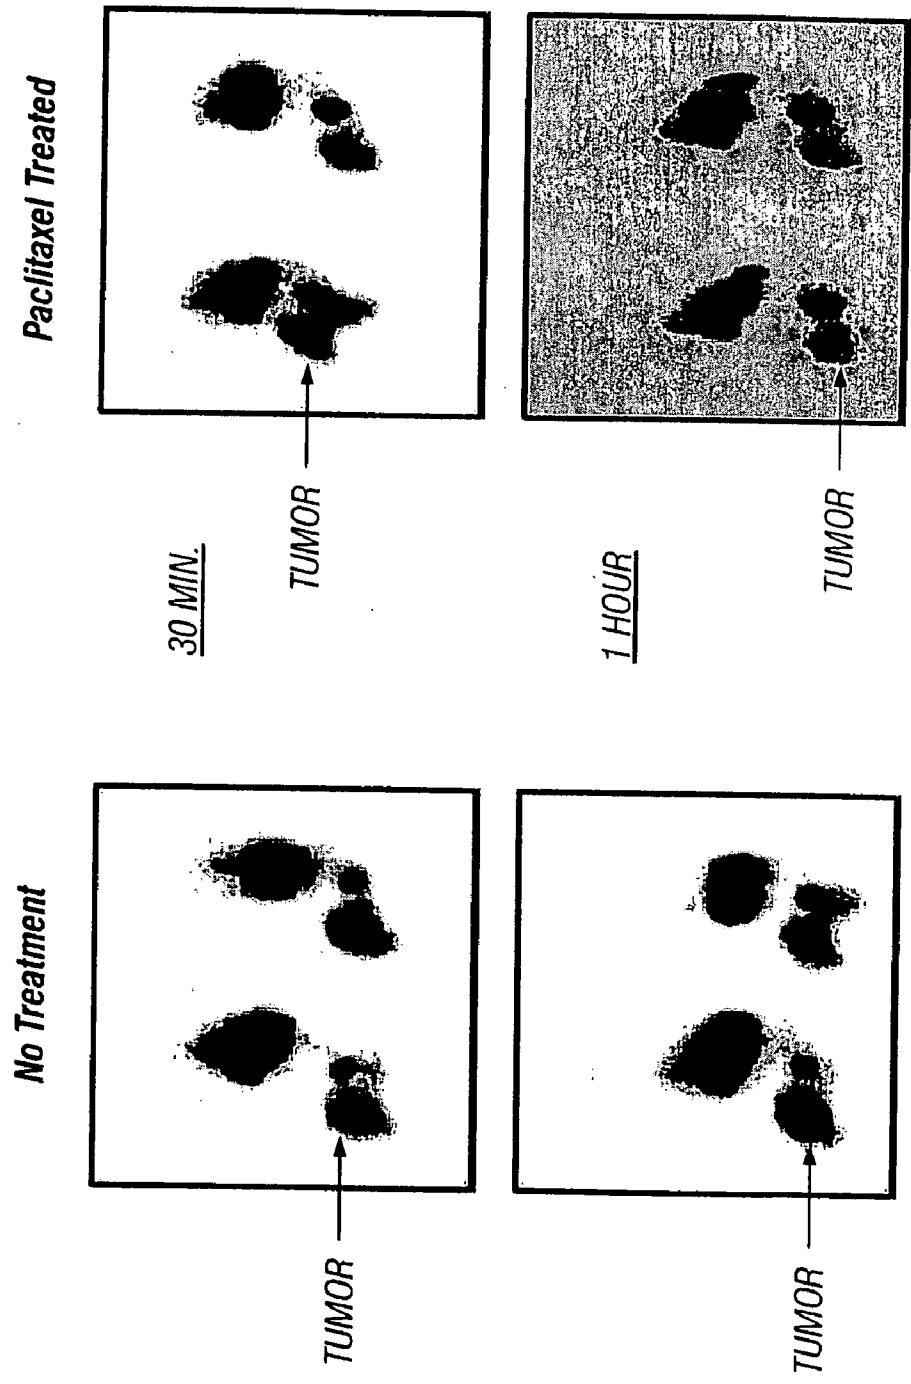 No Treatment
Paclitaxel Treated
30 MIN.
TUMOR
TUMOR
1 HOUR
TUMOR
TUMOR